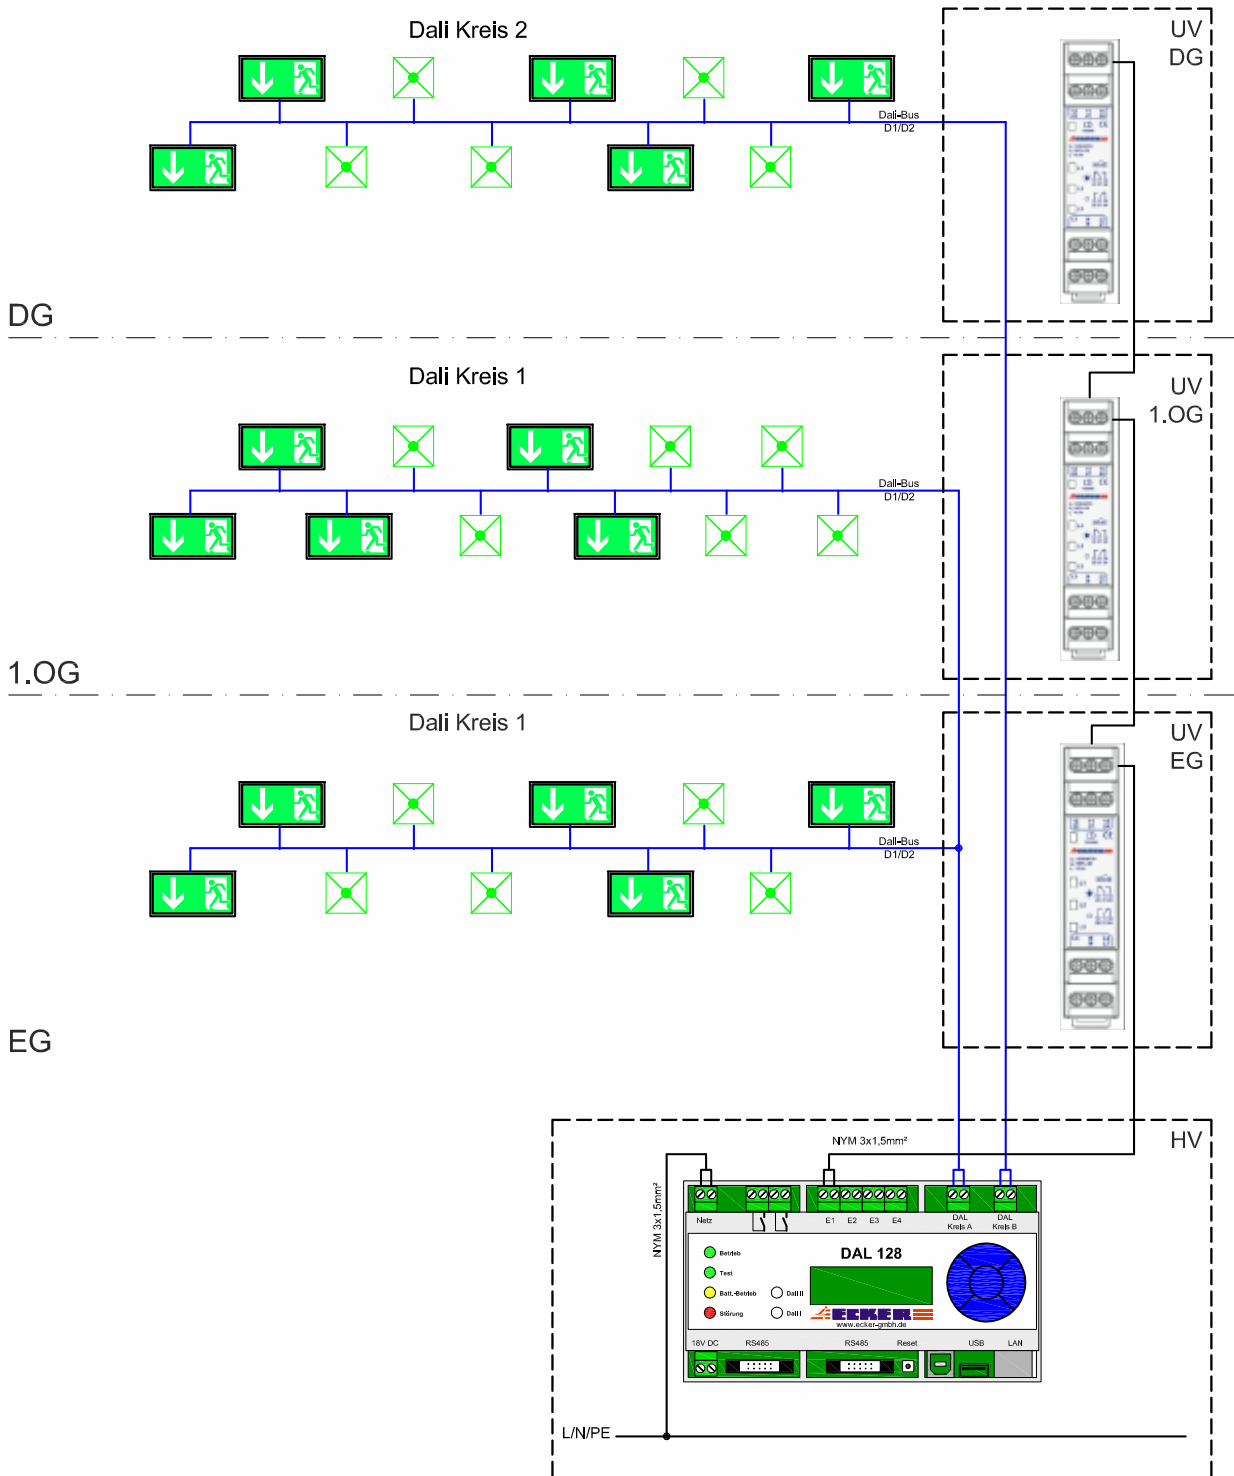 Dali Kreis 2
UV
DG
Dali-Bus
D1/D2
DG
Dali Kreis 1
UV
1.OG
Dali-Bus
D1/D2
1.OG
Dali Kreis 1
UV
EG
Dali-Bus
D1/D2
EG
HV
NYM 3x1,5mm²
NYM 3x1,5mm²
Netz
E1 E2 E3 E4
DAL
Kreis A
DAL
Kreis B
Betrieb
Test
Batt.-Betrieb
Störung
Dali II
Dali I
DAL 128
ECKER
www.ecker-gmbh.de
18V DC
RS485
RS485
Reset
USB
LAN
L/N/PE